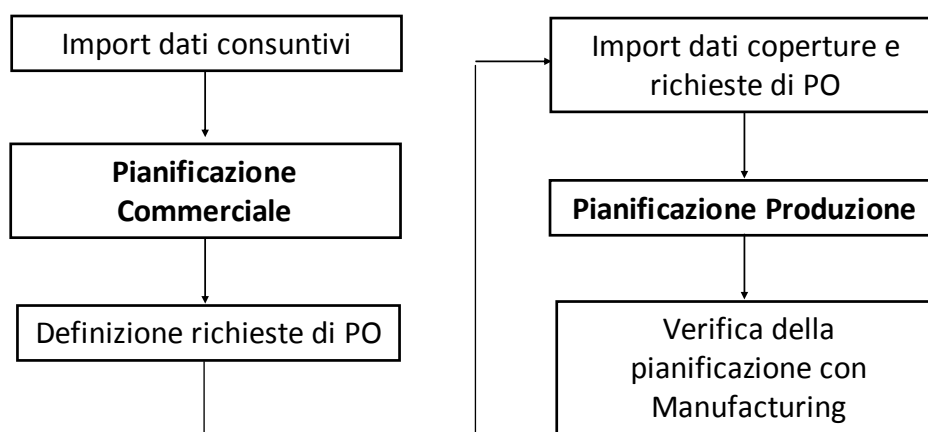 Import dati consuntivi
Pianificazione
Commerciale
Definizione richieste di PO
Import dati coperture e
richieste di PO
Pianificazione Produzione
Verifica della
pianificazione con
Manufacturing